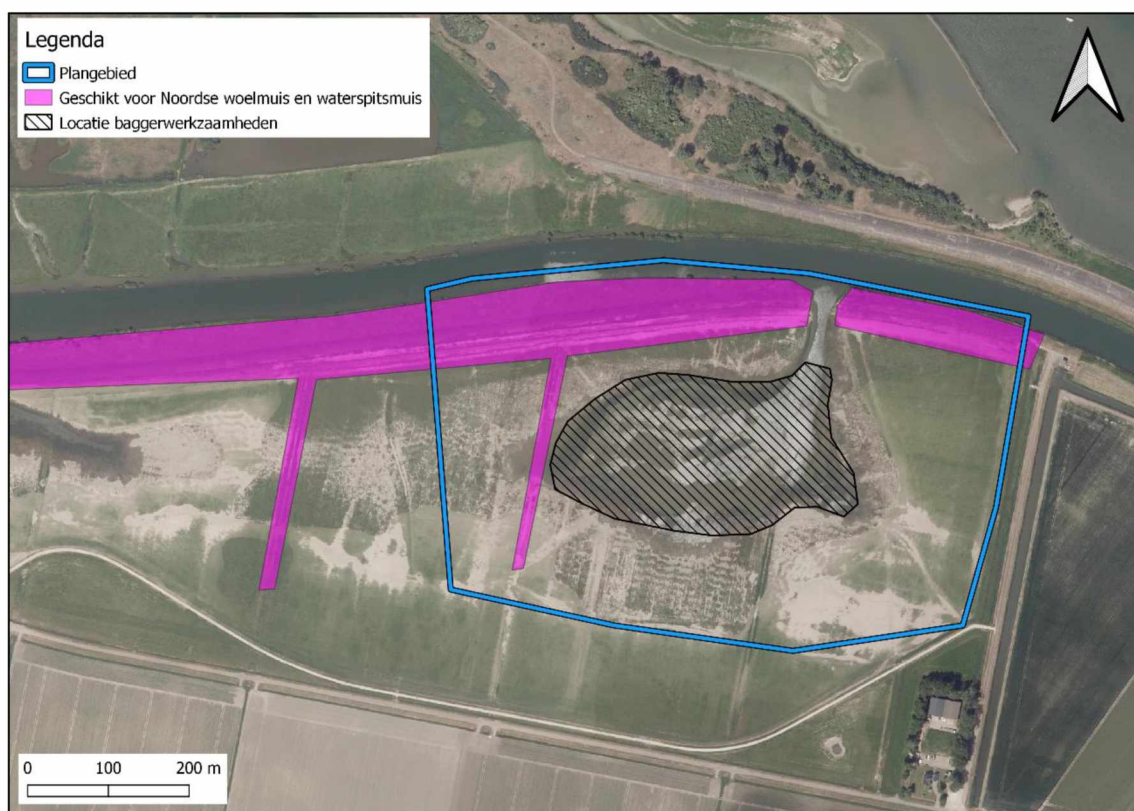 Legenda
Plangebied
Geschikt voor Noordse woelmuis en waterspitsmuis
Locatie baggerwerkzaamheden
0 100 200 m